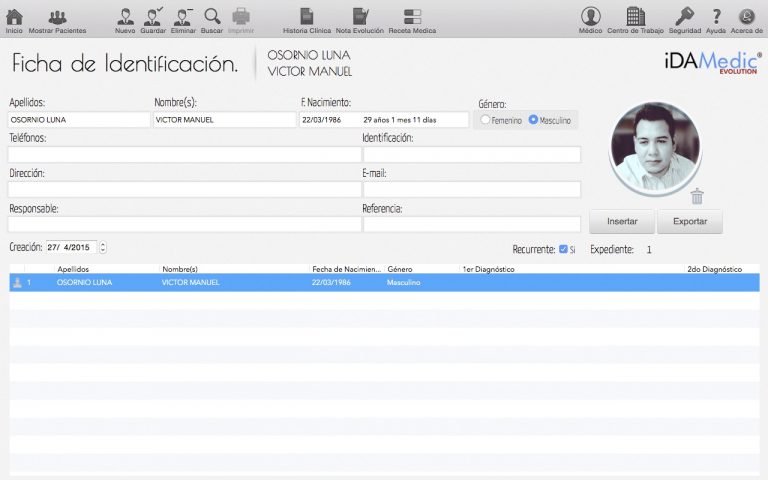 Inicio Mostrar Pacientes Nuevo Guardar Eliminar Buscar Imprimir Historia Clínica Nota Evolución Receta Medica Médico Centro de Trabajo Seguridad Ayuda Acerca de
Ficha de Identificación.
OSORNIO LUNA
VICTOR MANUEL
iDAMedic®
EVOLUTION
Apellidos: Nombre(s): F. Nacimiento: Género:
OSORNIO LUNA VICTOR MANUEL 22/03/1986 29 años 1 mes 11 días Femenino Masculino
Teléfonos: Identificación:
Dirección: E-mail:
Responsable: Referencia:
Insertar Exportar
Creación: 27/ 4/2015 Recurrente: Si Expediente: 1
Apellidos Nombre(s) Fecha de Nacimien... Género 1er Diagnóstico 2do Diagnóstico
1 OSORNIO LUNA VICTOR MANUEL 22/03/1986 Masculino